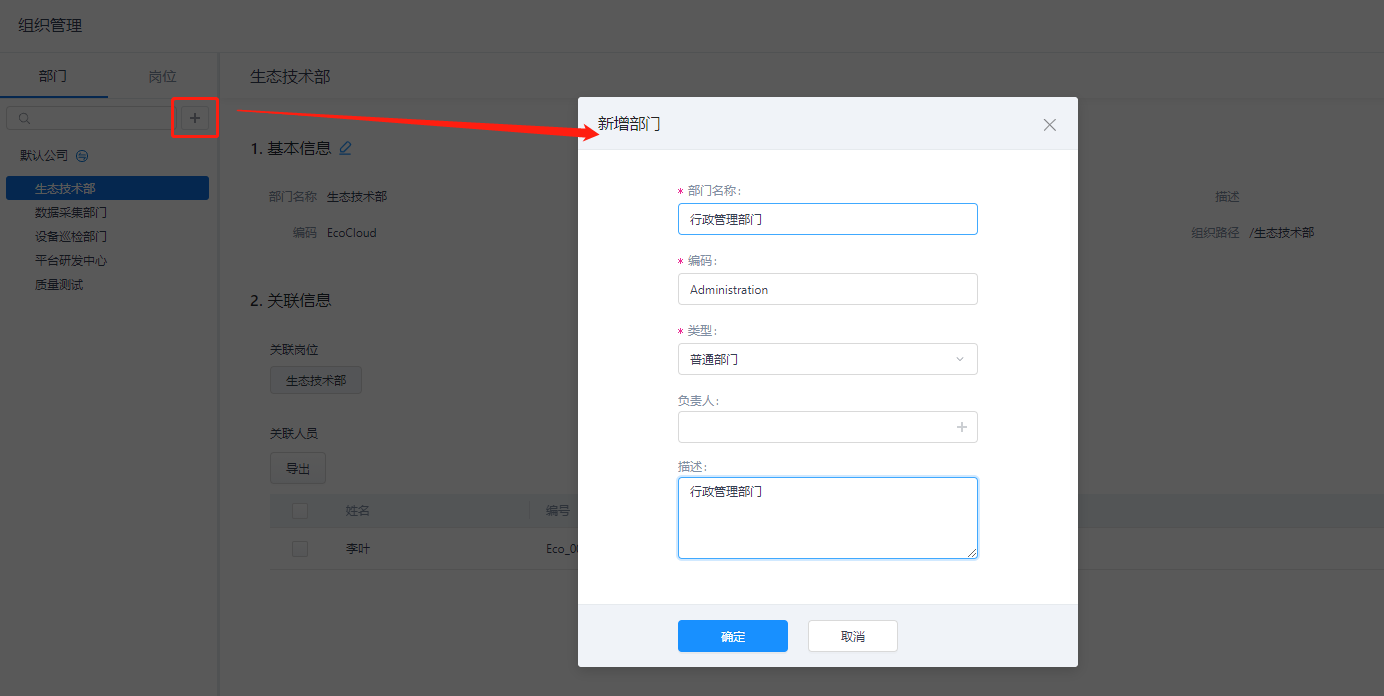 组织管理
部门
岗位
默认公司
生态技术部
数据采集部门
设备巡检部门
平台研发中心
质量测试
生态技术部
1. 基本信息
部门名称 生态技术部
编码 EcoCloud
描述
组织路径 /生态技术部
2. 关联信息
关联岗位
生态技术部
关联人员
导出
姓名
编号
李叶
新增部门
* 部门名称:
行政管理部门
* 编码:
Administration
* 类型:
普通部门
负责人:
描述:
行政管理部门
确定
取消